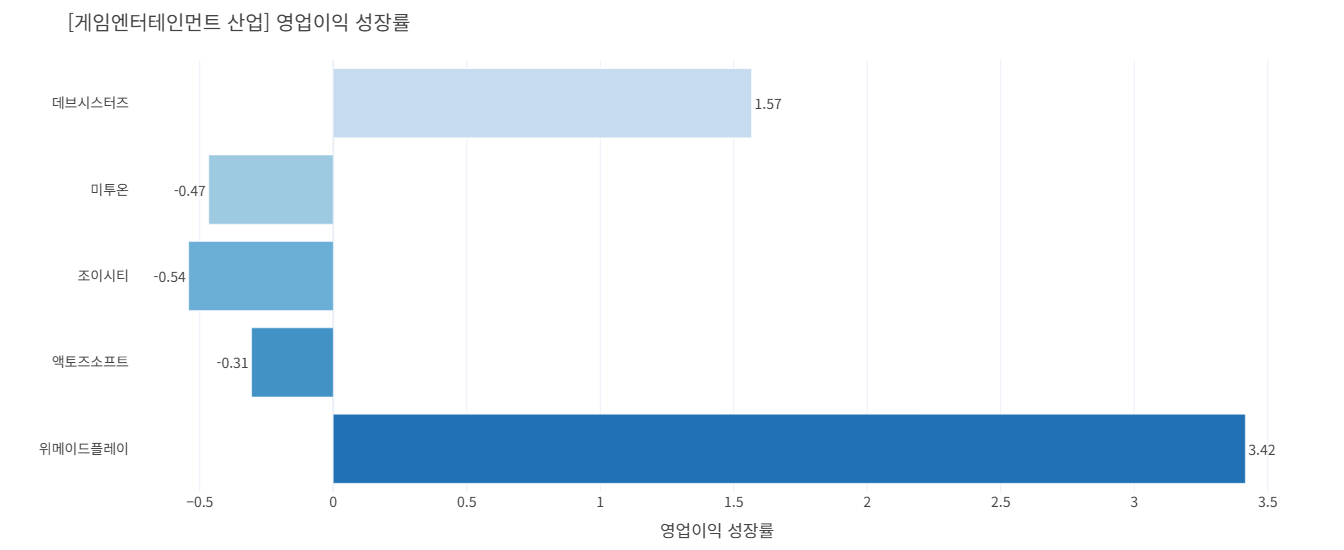 [게임엔터테인먼트 산업] 영업이익 성장률
데브시스터즈
1.57
미투온
-0.47
조이시티
-0.54
액토즈소프트
-0.31
위메이드플레이
3.42
−0.5 0 0.5 1 1.5 2 2.5 3 3.5
영업이익 성장률